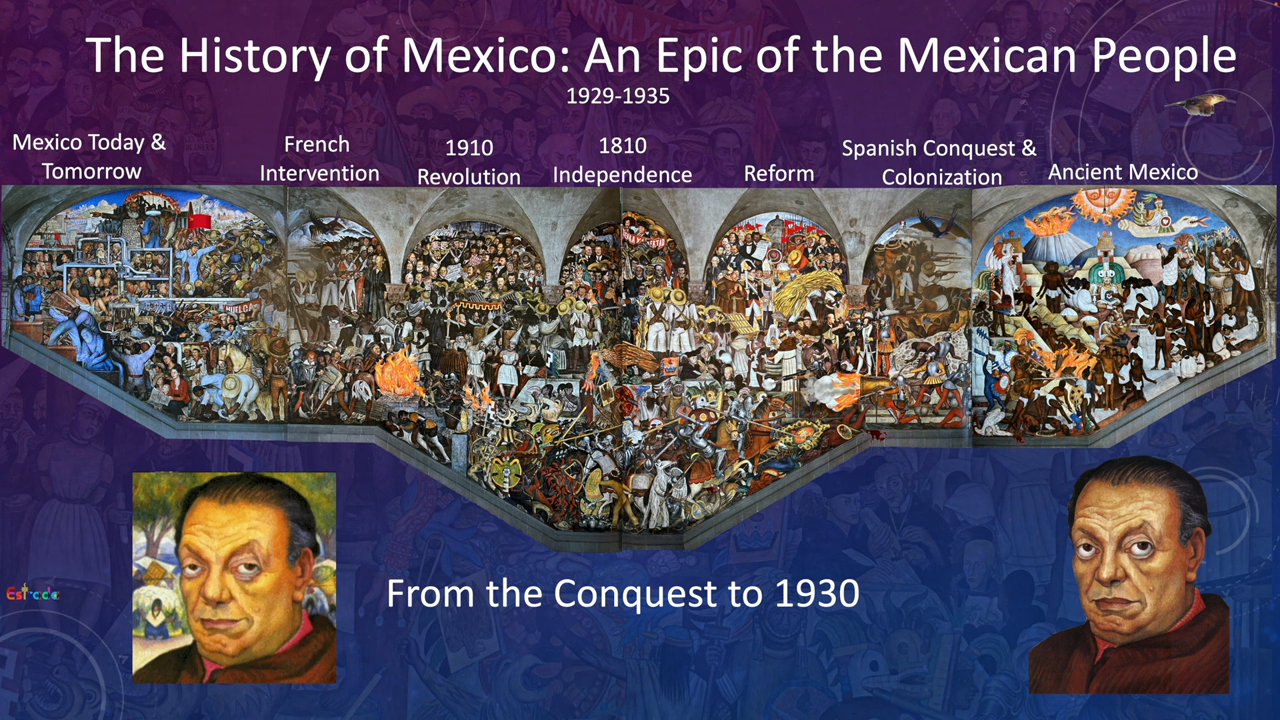 The History of Mexico: An Epic of the Mexican People
1929-1935
Mexico Today &
Tomorrow
French
Intervention
1910
Revolution
1810
Independence
Reform
Spanish Conquest &
Colonization
Ancient Mexico
HUELGA
From the Conquest to 1930